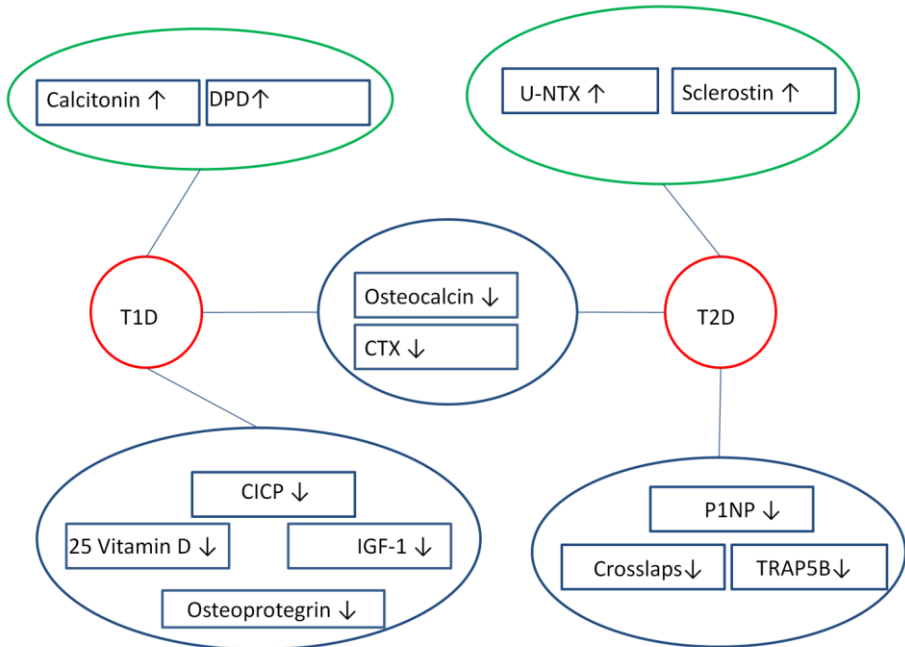 Calcitonin ↑
DPD↑
U-NTX ↑
Sclerostin ↑
T1D
Osteocalcin ↓
CTX ↓
T2D
CICP ↓
25 Vitamin D ↓
IGF-1 ↓
Osteoprotegrin ↓
P1NP ↓
Crosslaps↓
TRAP5B↓